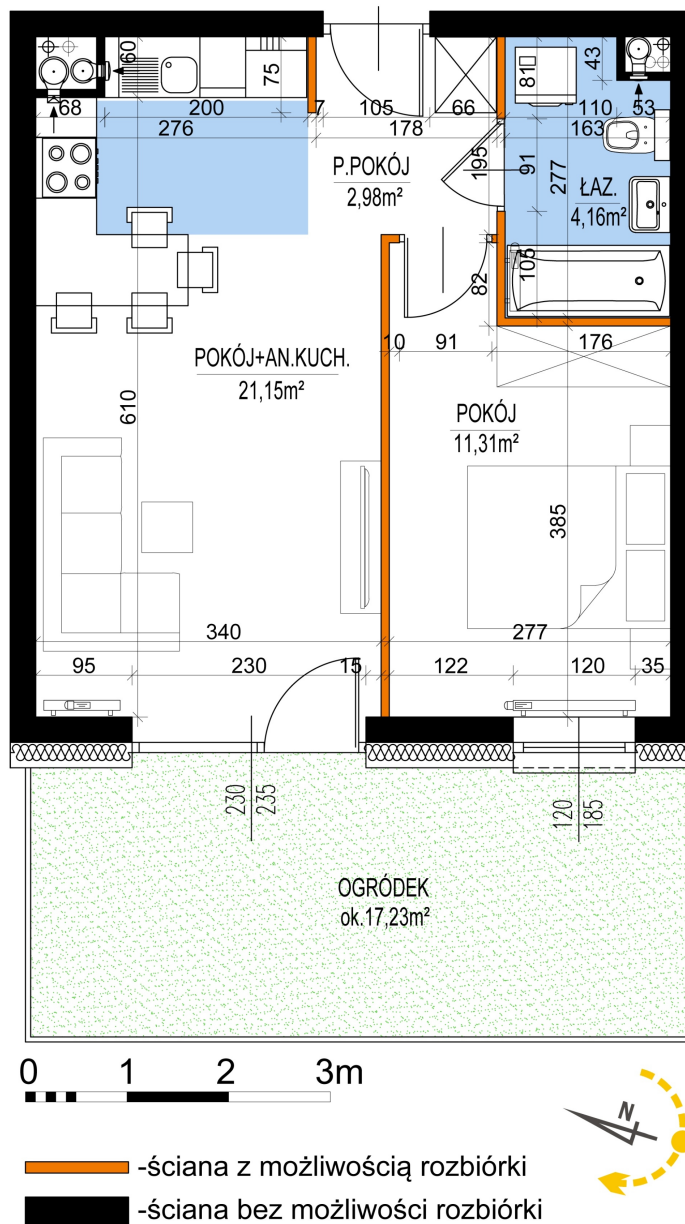 60
75
81
43
68
200
7
105
66
110
53
276
178
163
P.POKÓJ
2,98m²
195
91
277
ŁAZ.
4,16m²
82
105
10
91
176
POKÓJ+AN.KUCH.
21,15m²
610
POKÓJ
11,31m²
385
340
277
95
230
15
122
120
35
230
235
120
185
OGRÓDEK
ok.17,23m²
0 1 2 3m
N
-ściana z możliwością rozbiórki
-ściana bez możliwości rozbiórki